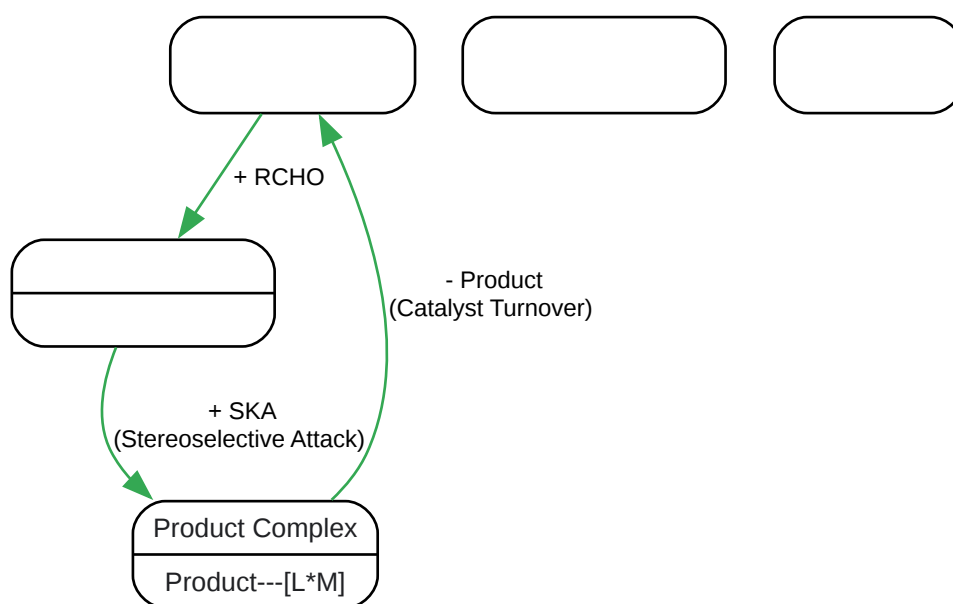 + RCHO
- Product
(Catalyst Turnover)
+ SKA
(Stereoselective Attack)
Product Complex
Product---[L*M]